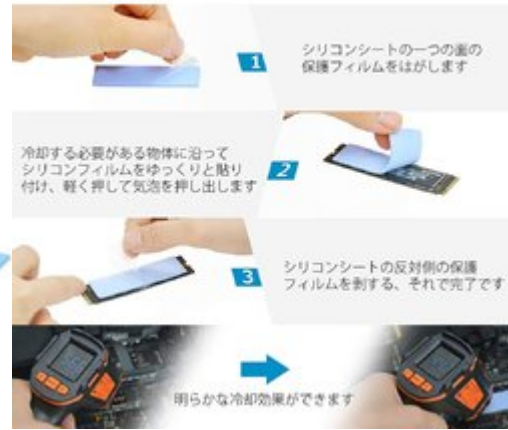 1
シリコンシートの一つの面の
保護フィルムをはがします
冷却する必要がある物体に沿って
シリコンフィルムをゆっくりと貼り
付け、軽く押して気泡を押し出します
2
3
シリコンシートの反対側の保護
フィルムを剥する、それで完了です
明らかな冷却効果ができます